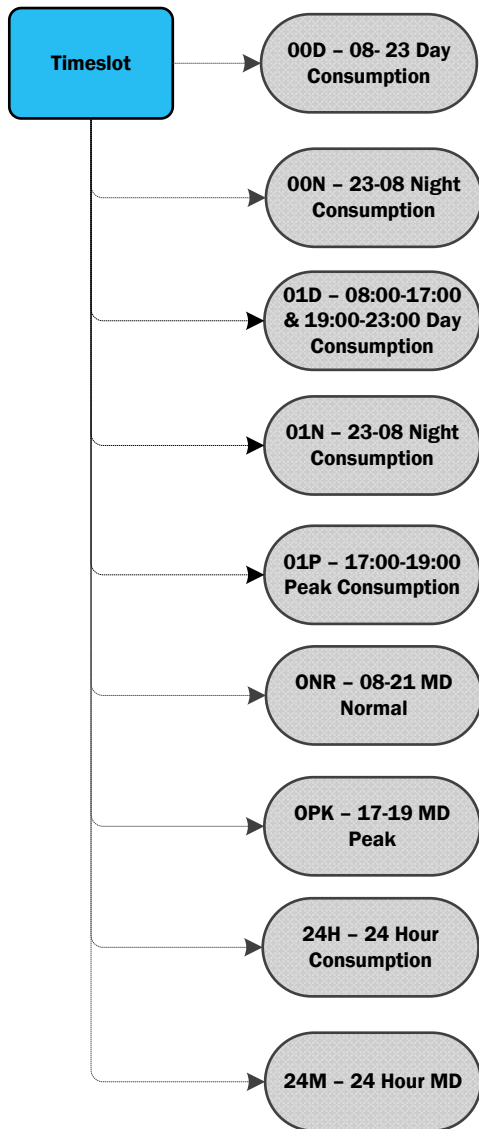 Timeslot
00D – 08- 23 Day
Consumption
00N – 23-08 Night
Consumption
01D – 08:00-17:00
& 19:00-23:00 Day
Consumption
01N – 23-08 Night
Consumption
01P – 17:00-19:00
Peak Consumption
0NR – 08-21 MD
Normal
0PK – 17-19 MD
Peak
24H – 24 Hour
Consumption
24M – 24 Hour MD